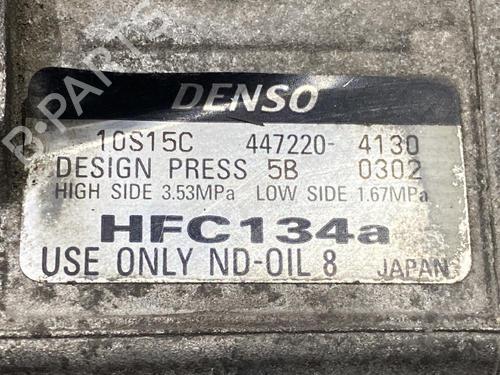 DENSO
10S15C 447220-4130
DESIGN PRESS 5B 0302
HIGH SIDE 3.53MPa LOW SIDE 1.67MPa
HFC134a
USE ONLY ND-OIL 8 JAPAN
B-PARTS